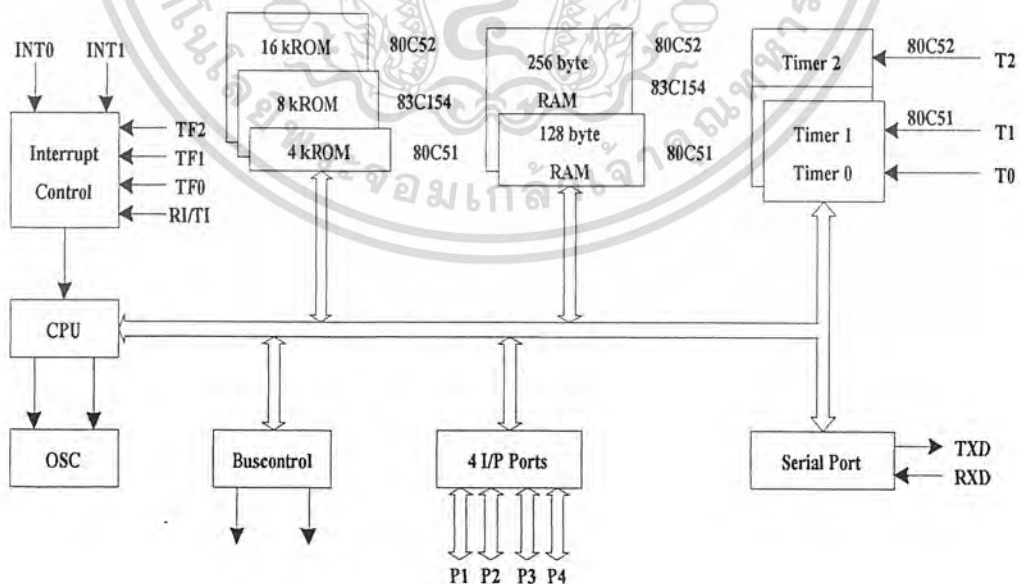 INT0 INT1
16 kROM 80C52
8 kROM 83C154
4 kROM 80C51
256 byte 80C52
RAM 83C154
128 byte
RAM 80C51
Timer 2 80C52 T2
Timer 1 80C51 T1
Timer 0 T0
Interrupt
Control
TF2
TF1
TF0
RI/TI
CPU
OSC
Buscontrol
4 I/P Ports
Serial Port
TXD
RXD
P1 P2 P3 P4